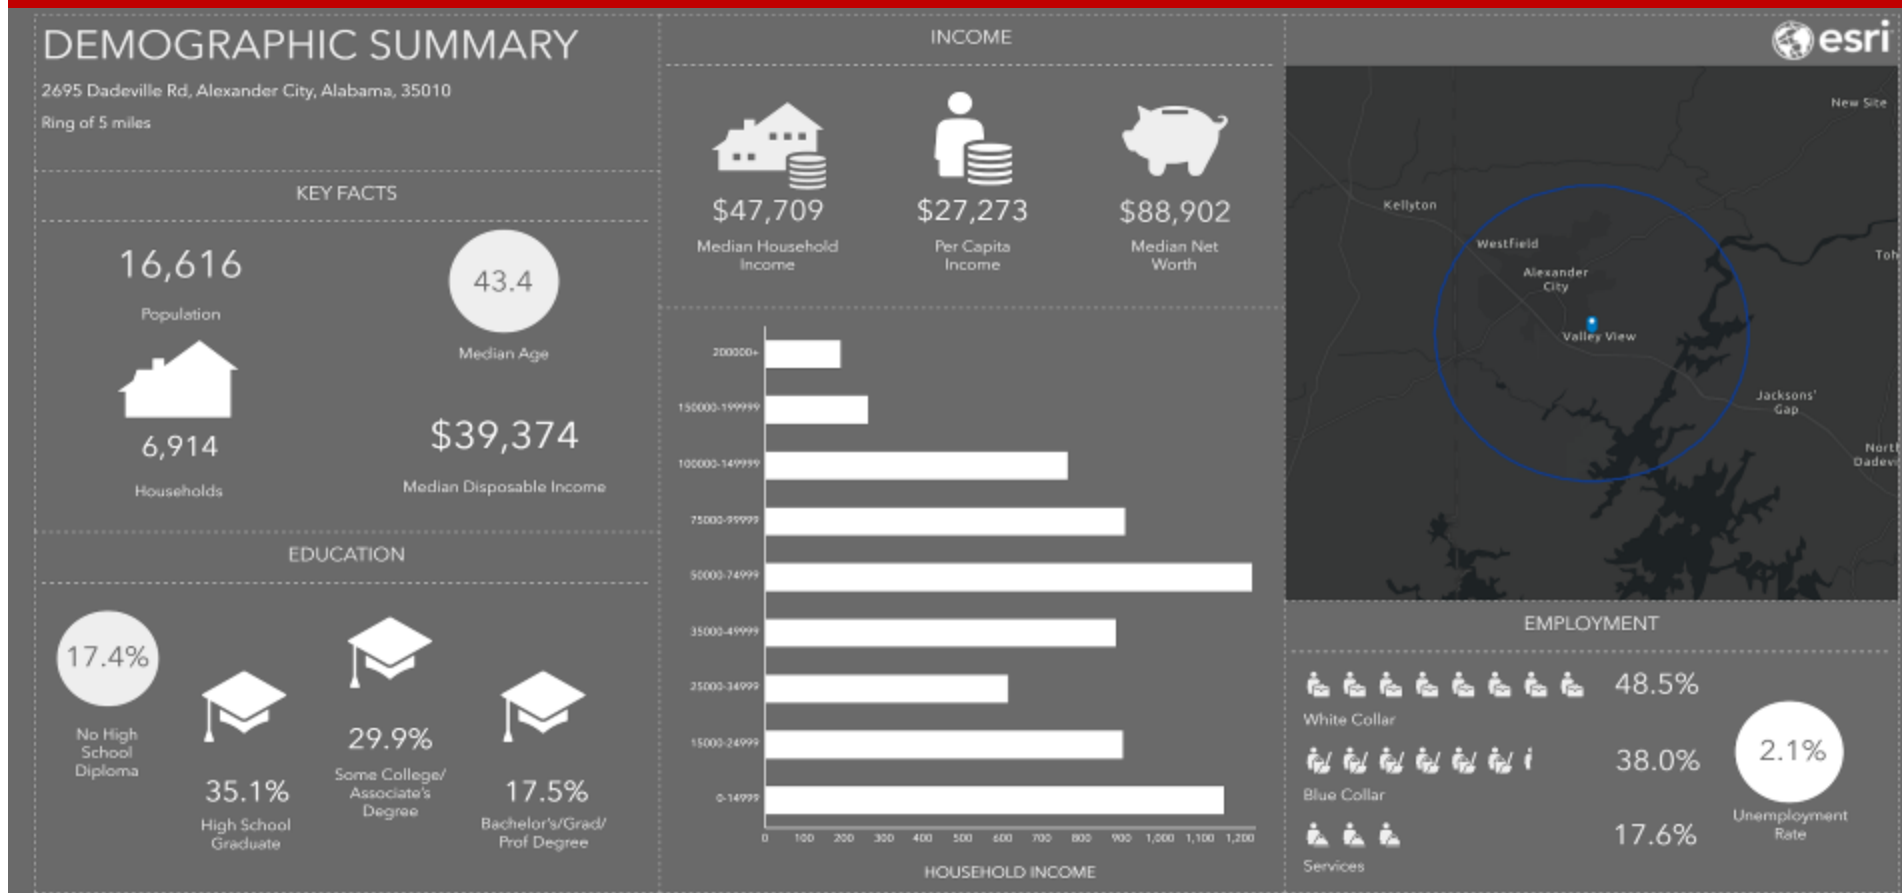 DEMOGRAPHIC SUMMARY
2695 Dadeville Rd, Alexander City, Alabama, 35010
Ring of 5 miles
KEY FACTS
16,616
Population
43.4
Median Age
6,914
Households
$39,374
Median Disposable Income
EDUCATION
17.4%
No High
School
Diploma
35.1%
High School
Graduate
29.9%
Some College/
Associate's
Degree
17.5%
Bachelor's/Grad/
Prof Degree
INCOME
$47,709
Median Household
Income
$27,273
Per Capita
Income
$88,902
Median Net
Worth
200000+
150000-199999
100000-149999
75000-99999
50000-74999
35000-49999
25000-34999
15000-24999
0-14999
0 100 200 300 400 500 600 700 800 900 1,000 1,100 1,200
HOUSEHOLD INCOME
esri
New Site
Kellyton
Westfield
Toh
Alexander
City
Valley View
Jacksons'
Gap
North
Dadevi
EMPLOYMENT
48.5%
White Collar
38.0%
Blue Collar
17.6%
Services
2.1%
Unemployment
Rate